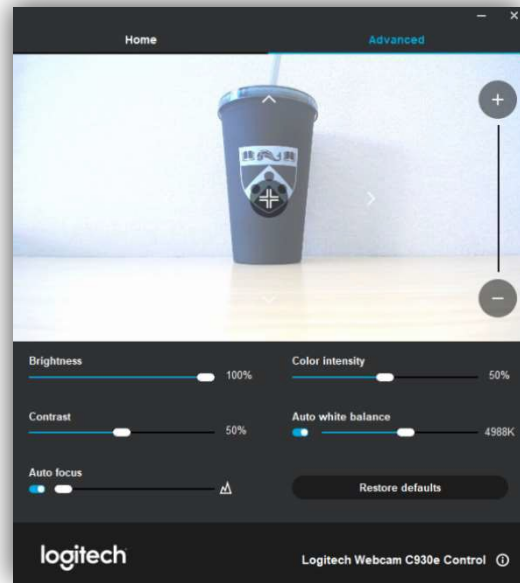 Home
Advanced
Brightness
100%
Color intensity
50%
Contrast
50%
Auto white balance
4988K
Auto focus
Restore defaults
logitech
Logitech Webcam C930e Control